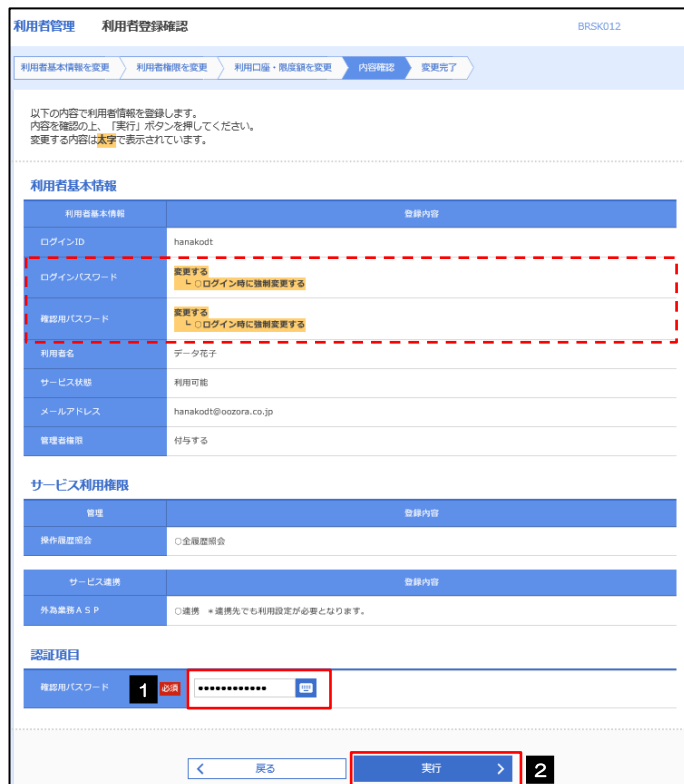 利用者管理 利用者登録確認 BRSK012
利用者基本情報を変更 利用者権限を変更 利用口座・限度額を変更 内容確認 変更完了
以下の内容で利用者情報を登録します。
内容を確認の上、「実行」ボタンを押してください。
変更する内容は太字で表示されています。
利用者基本情報
利用者基本情報 登録内容
ログインID hanakodt
ログインパスワード 変更する
┗ ○ログイン時に強制変更する
確認用パスワード 変更する
┗ ○ログイン時に強制変更する
利用者名 データ花子
サービス状態 利用可能
メールアドレス hanakodt@oozora.co.jp
管理者権限 付与する
サービス利用権限
管理 登録内容
操作履歴照会 ○全履歴照会
サービス連携 登録内容
外為業務ASP ○連携 *連携先でも利用設定が必要となります。
認証項目
確認用パスワード 1 必須 ●●●●●●●●●●●●
戻る 実行 2